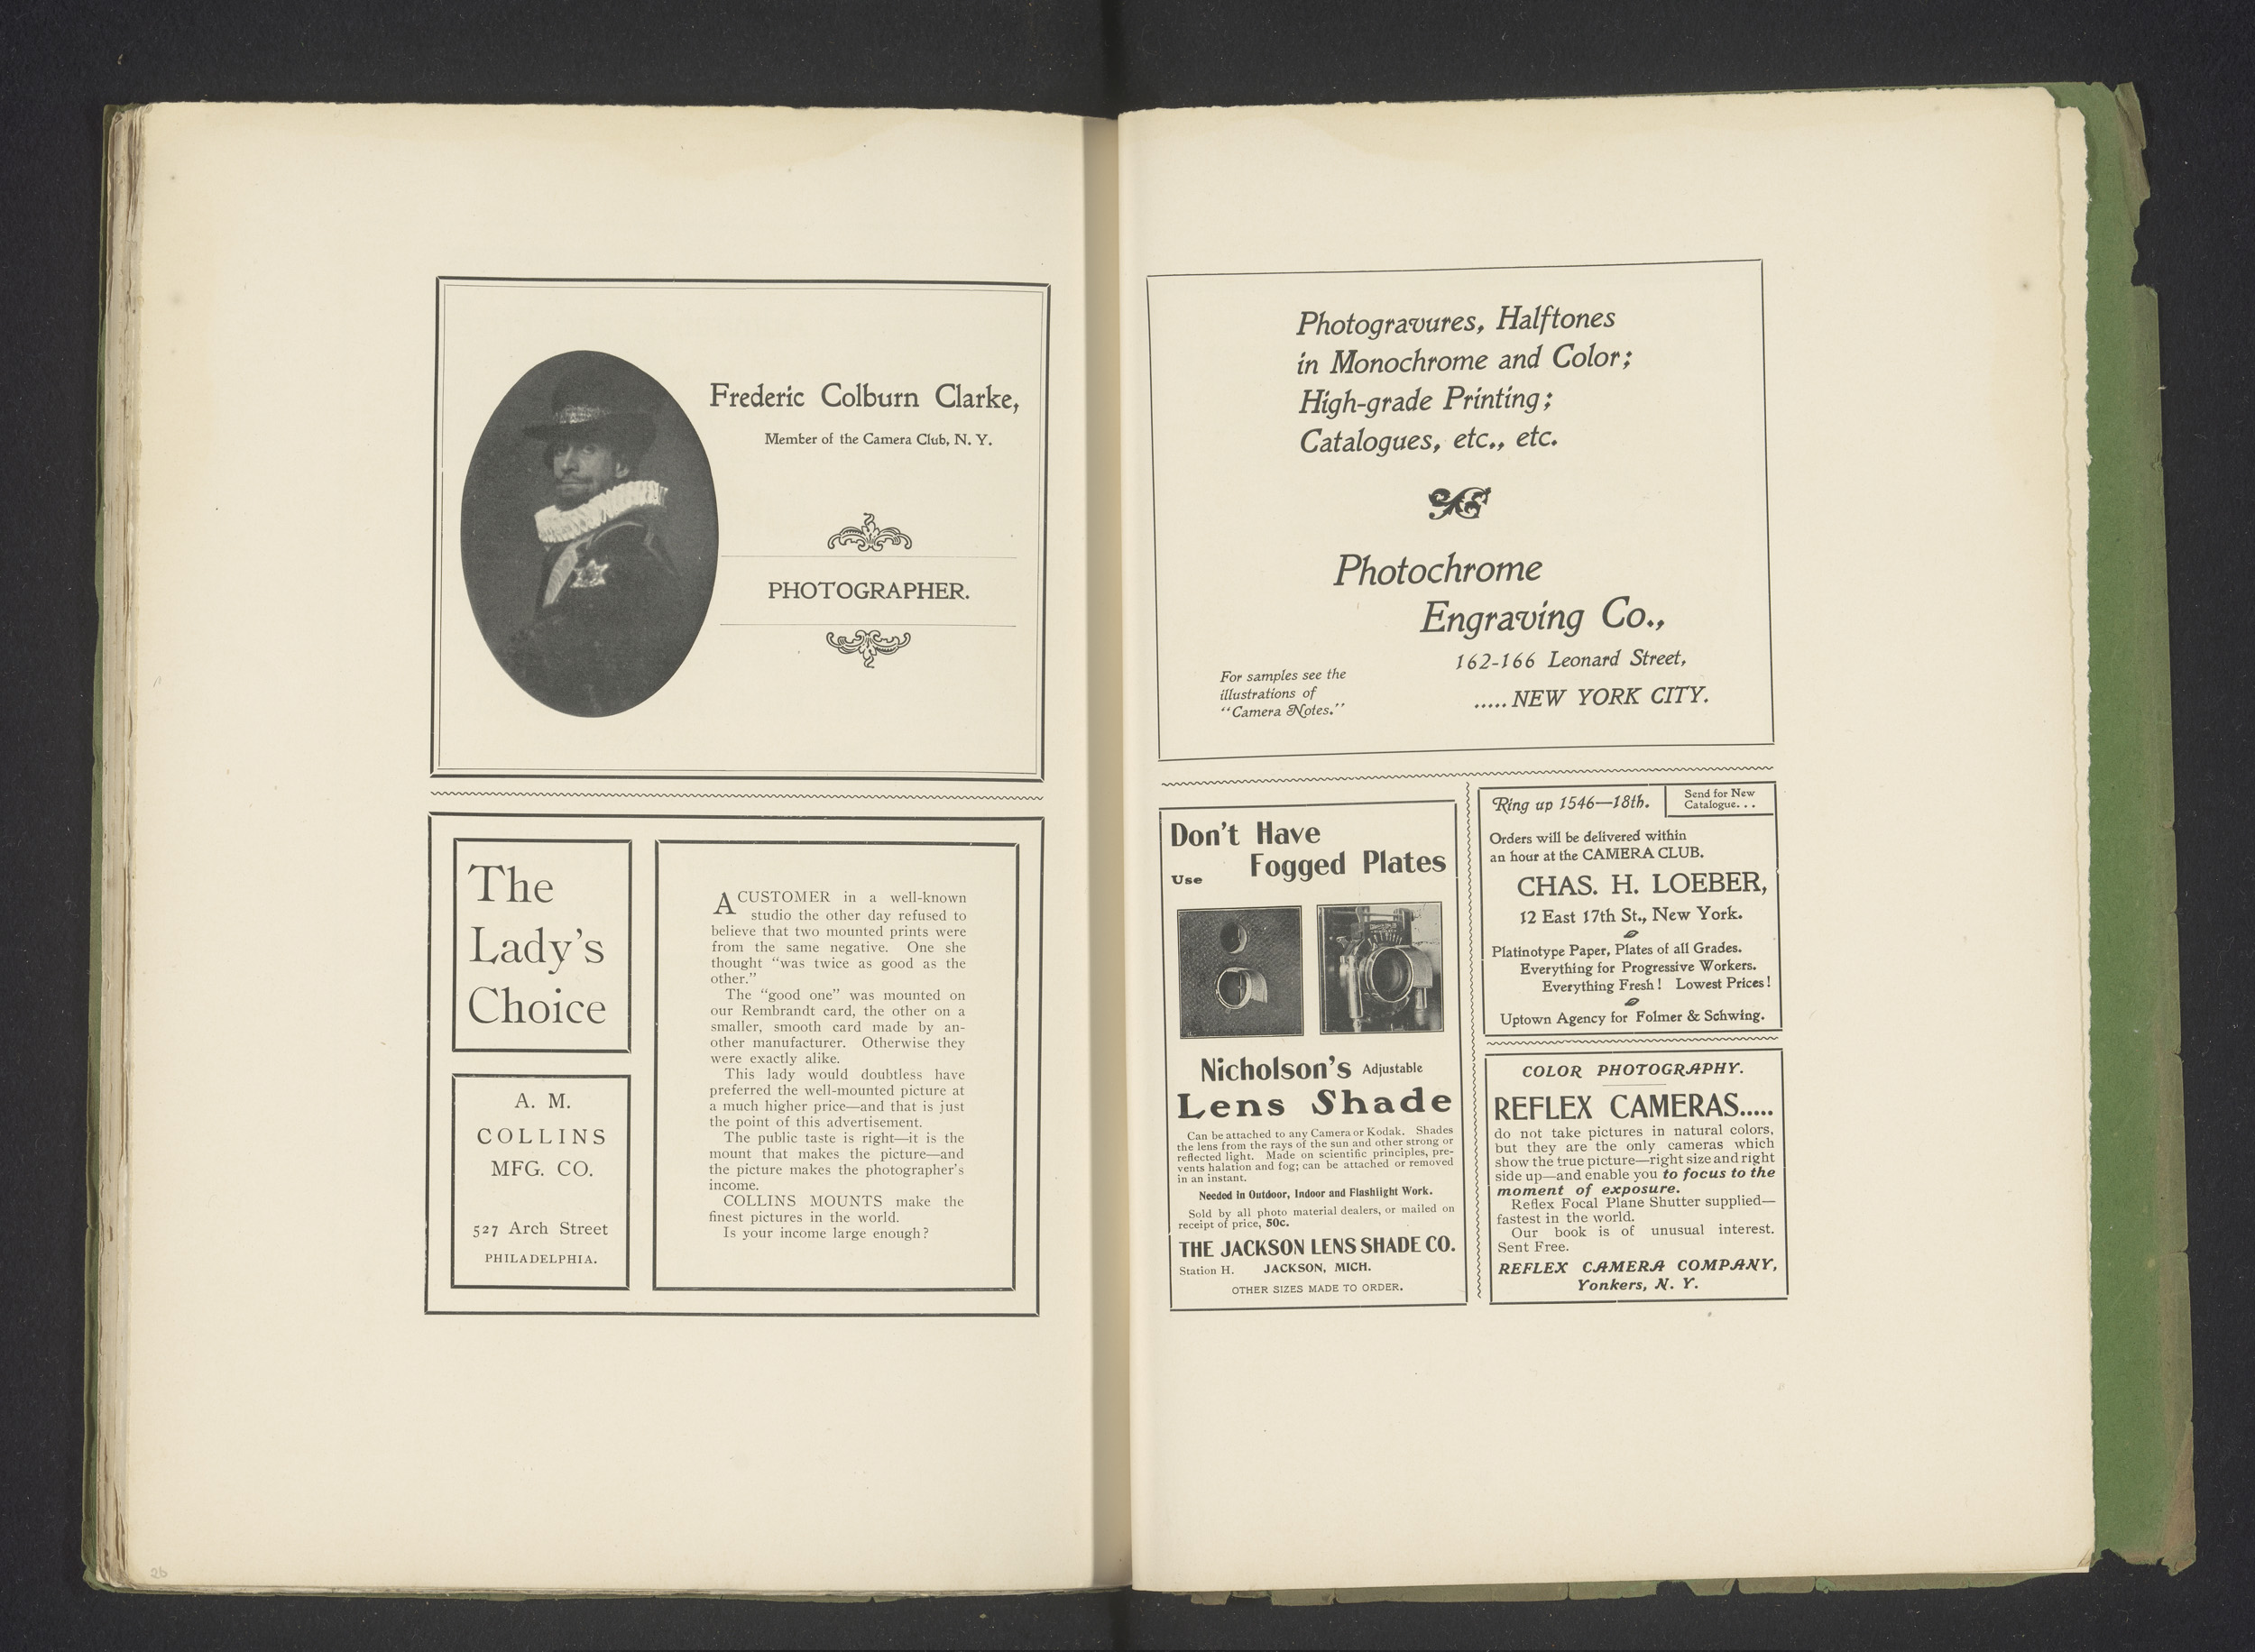 Frederic Colburn Clarke,
Member of the Camera Club, N. Y.
PHOTOGRAPHER.
The
Lady's
Choice
A. M.
COLLINS
MFG. CO.
527 Arch Street
PHILADELPHIA.
A CUSTOMER in a well-known
studio the other day refused to
believe that two mounted prints were
from the same negative. One she
thought "was twice as good as the
other."
The "good one" was mounted on
our Rembrandt card, the other on a
smaller, smooth card made by an-
other manufacturer. Otherwise they
were exactly alike.
This lady would doubtless have
preferred the well-mounted picture at
a much higher price—and that is just
the point of this advertisement.
The public taste is right—it is the
mount that makes the picture—and
the picture makes the photographer's
income.
COLLINS MOUNTS make the
finest pictures in the world.
Is your income large enough?
26
Photogravures, Halftones
in Monochrome and Color;
High-grade Printing;
Catalogues, etc., etc.
Photochrome
Engraving Co.,
162-166 Leonard Street,
.....NEW YORK CITY.
For samples see the
illustrations of
"Camera Notes."
Don't Have
Fogged Plates
Use
Nicholson's Adjustable
Lens Shade
Can be attached to any Camera or Kodak. Shades
the lens from the rays of the sun and other strong or
reflected light. Made on scientific principles, pre-
vents halation and fog; can be attached or removed
in an instant.
Needed in Outdoor, Indoor and Flashlight Work.
Sold by all photo material dealers, or mailed on
receipt of price, 50c.
THE JACKSON LENS SHADE CO.
Station H. JACKSON, MICH.
OTHER SIZES MADE TO ORDER.
Ring up 1546—18th.
Send for New
Catalogue. . .
Orders will be delivered within
an hour at the CAMERA CLUB.
CHAS. H. LOEBER,
12 East 17th St., New York.
Platinotype Paper, Plates of all Grades.
Everything for Progressive Workers.
Everything Fresh! Lowest Prices!
Uptown Agency for Folmer & Schwing.
COLOR PHOTOGRAPHY.
REFLEX CAMERAS.....
do not take pictures in natural colors,
but they are the only cameras which
show the true picture—right size and right
side up—and enable you to focus to the
moment of exposure.
Reflex Focal Plane Shutter supplied—
fastest in the world.
Our book is of unusual interest.
Sent Free.
REFLEX CAMERA COMPANY,
Yonkers, N. Y.